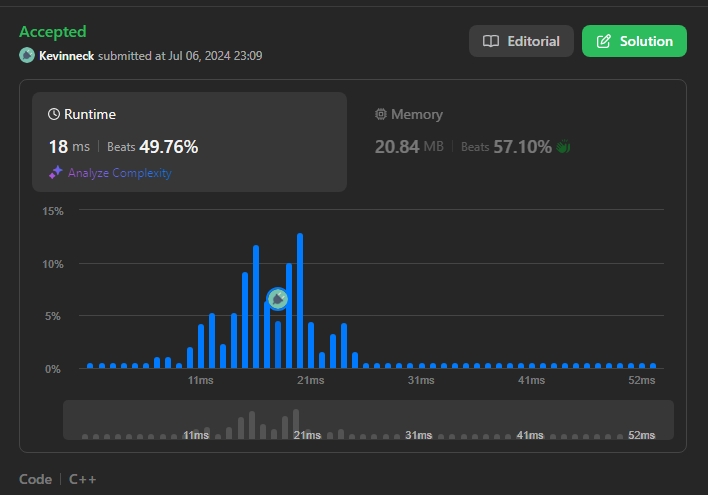 Accepted
Editorial
Solution
Kevinneck submitted at Jul 06, 2024 23:09
Runtime
18 ms | Beats 49.76%
Analyze Complexity
Memory
20.84 MB | Beats 57.10%
15%
10%
5%
0%
11ms 21ms 31ms 41ms 52ms
11ms 21ms 31ms 41ms 52ms
Code | C++